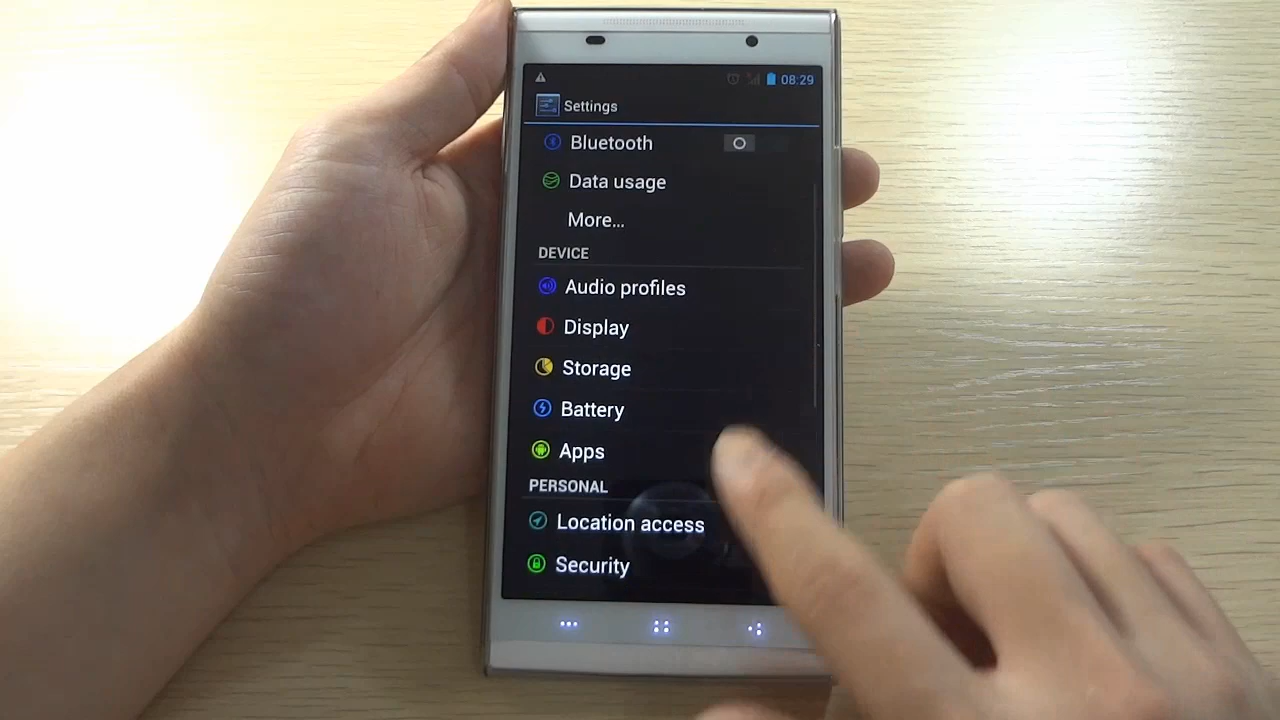 08:29
Settings
Bluetooth
Data usage
More...
DEVICE
Audio profiles
Display
Storage
Battery
Apps
PERSONAL
Location access
Security